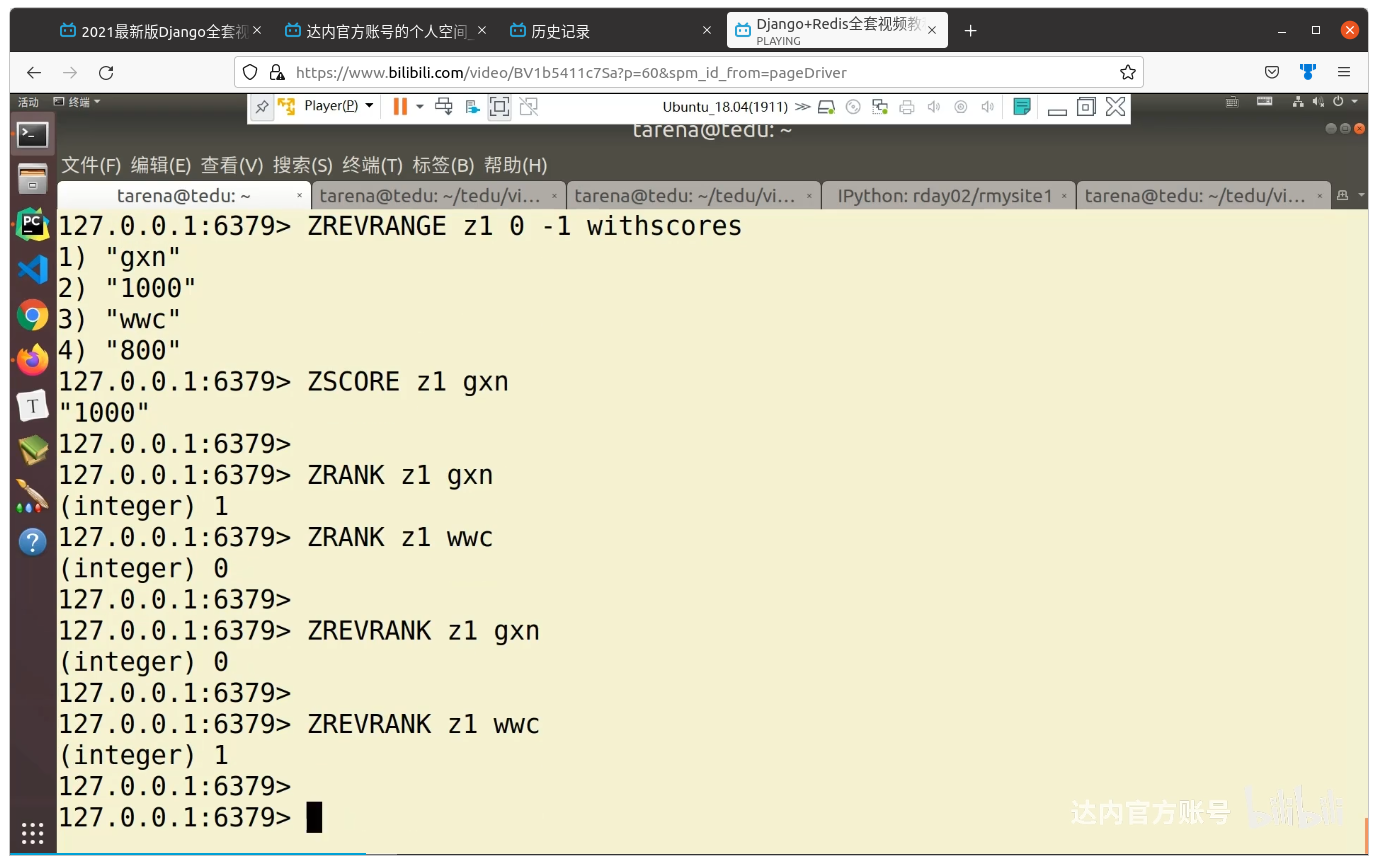 2021最新版Django全套视
达内官方账号的个人空间_
历史记录
Django+Redis全套视频教
PLAYING
https://www.bilibili.com/video/BV1b5411c7Sa?p=60&spm_id_from=pageDriver
活动
终端
Player(P)
Ubuntu_18.04(1911)
tarena@tedu: ~
文件(F) 编辑(E) 查看(V) 搜索(S) 终端(T) 标签(B) 帮助(H)
tarena@tedu: ~
tarena@tedu: ~/tedu/vi...
tarena@tedu: ~/tedu/vi...
IPython: rday02/rmysite1
tarena@tedu: ~/tedu/vi...
127.0.0.1:6379> ZREVRANGE z1 0 -1 withscores
1) "gxn"
2) "1000"
3) "wwc"
4) "800"
127.0.0.1:6379> ZSCORE z1 gxn
"1000"
127.0.0.1:6379>
127.0.0.1:6379> ZRANK z1 gxn
(integer) 1
127.0.0.1:6379> ZRANK z1 wwc
(integer) 0
127.0.0.1:6379>
127.0.0.1:6379> ZREVRANK z1 gxn
(integer) 0
127.0.0.1:6379>
127.0.0.1:6379> ZREVRANK z1 wwc
(integer) 1
127.0.0.1:6379>
127.0.0.1:6379>
达内官方账号 bilibili